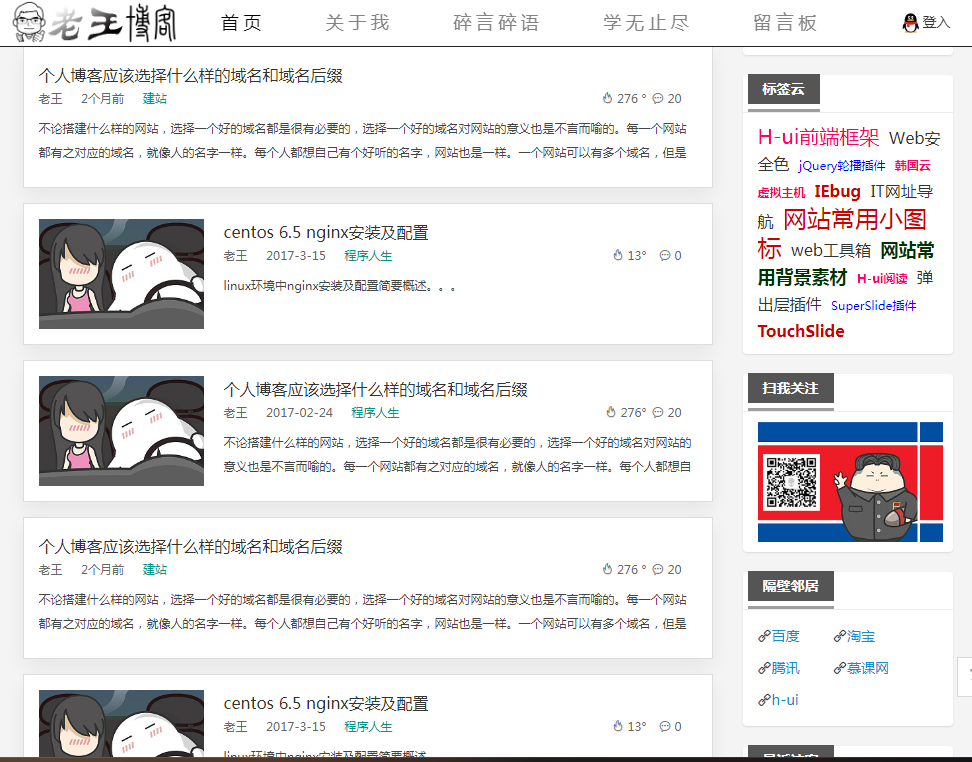 老王博客
首页
关于我
碎言碎语
学无止尽
留言板
登入
个人博客应该选择什么样的域名和域名后缀
老王 2个月前 建站 276 ° 20
不论搭建什么样的网站，选择一个好的域名都是很有必要的，选择一个好的域名对网站的意义也是不言而喻的。每一个网站
都有之对应的域名，就像人的名字一样。每个人都想自己有个好听的名字，网站也是一样。一个网站可以有多个域名，但是
centos 6.5 nginx安装及配置
老王 2017-3-15 程序人生 13° 0
linux环境中nginx安装及配置简要概述。。。
个人博客应该选择什么样的域名和域名后缀
老王 2017-02-24 程序人生 276° 20
不论搭建什么样的网站，选择一个好的域名都是很有必要的，选择一个好的域名对网站的
意义也是不言而喻的。每一个网站都有之对应的域名，就像人的名字一样。每个人都想自
个人博客应该选择什么样的域名和域名后缀
老王 2个月前 建站 276 ° 20
不论搭建什么样的网站，选择一个好的域名都是很有必要的，选择一个好的域名对网站的意义也是不言而喻的。每一个网站
都有之对应的域名，就像人的名字一样。每个人都想自己有个好听的名字，网站也是一样。一个网站可以有多个域名，但是
centos 6.5 nginx安装及配置
老王 2017-3-15 程序人生 13° 0
linux环境中nginx安装及配置简要概述
标签云
H-ui前端框架 Web安
全色 jQuery轮播插件 韩国云
虚拟主机 IEbug IT网址导
航 网站常用小图
标 web工具箱 网站常
用背景素材 H-ui阅读 弹
出层插件 SuperSlide插件
TouchSlide
扫我关注
隔壁邻居
百度 淘宝
腾讯 慕课网
h-ui